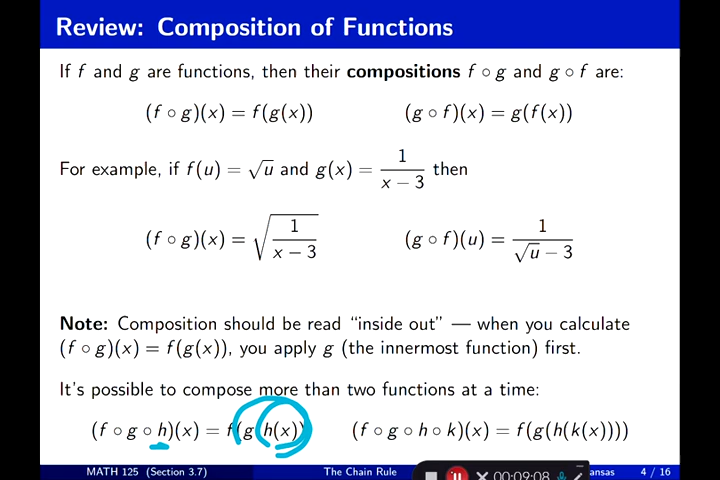 Review: Composition of Functions
If f and g are functions, then their compositions f ∘ g and g ∘ f are:
(f ∘ g)(x) = f(g(x))    (g ∘ f)(x) = g(f(x))
For example, if f(u) = √u and g(x) = 1/(x − 3) then
(f ∘ g)(x) = √(1/(x − 3))    (g ∘ f)(u) = 1/(√u − 3)
Note: Composition should be read “inside out” — when you calculate
(f ∘ g)(x) = f(g(x)), you apply g (the innermost function) first.
It's possible to compose more than two functions at a time:
(f ∘ g ∘ h)(x) = f(g(h(x)))    (f ∘ g ∘ h ∘ k)(x) = f(g(h(k(x))))
MATH 125 (Section 3.7)    The Chain Rule    00:09:08    ansas    4 / 16